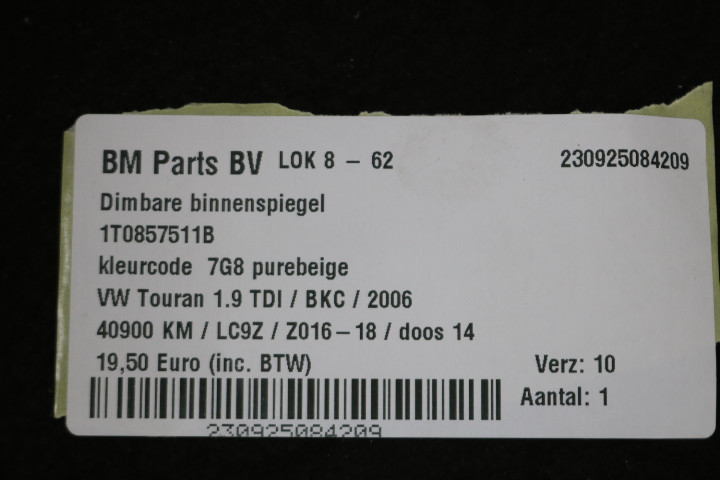 BM Parts BV LOK 8 - 62 230925084209
Dimbare binnenspiegel
1T0857511B
kleurcode 7G8 purebeige
VW Touran 1.9 TDI / BKC / 2006
40900 KM / LC9Z / Z016-18 / doos 14
19,50 Euro (inc. BTW) Verz: 10
Aantal: 1
230925084209